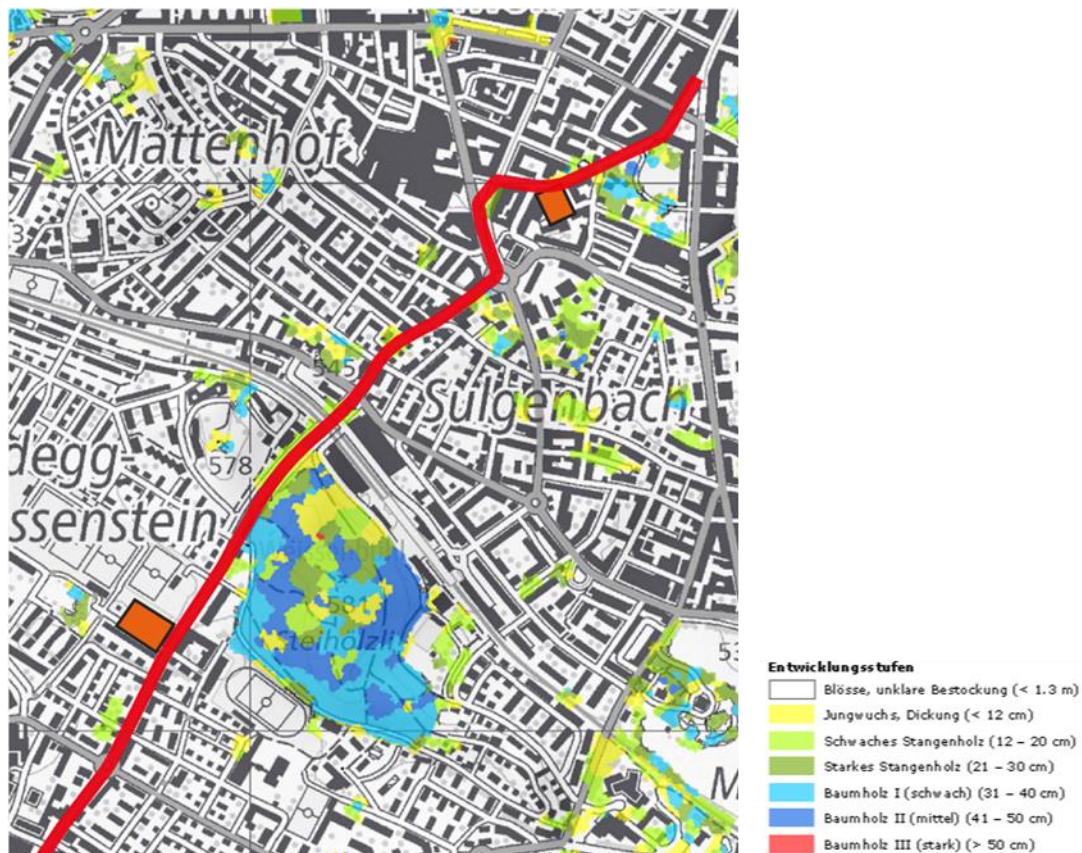 Mattenhof
3
545
Sulgenbach
578
degg-
ssenstein
581
Steihölzli
53
M
Entwicklungsstufen
Blösse, unklare Bestockung (< 1.3 m)
Jungwuchs, Dickung (< 12 cm)
Schwaches Stangenholz (12 – 20 cm)
Starkes Stangenholz (21 – 30 cm)
Baumholz I (schwach) (31 – 40 cm)
Baumholz II (mittel) (41 – 50 cm)
Baumholz III (stark) (> 50 cm)